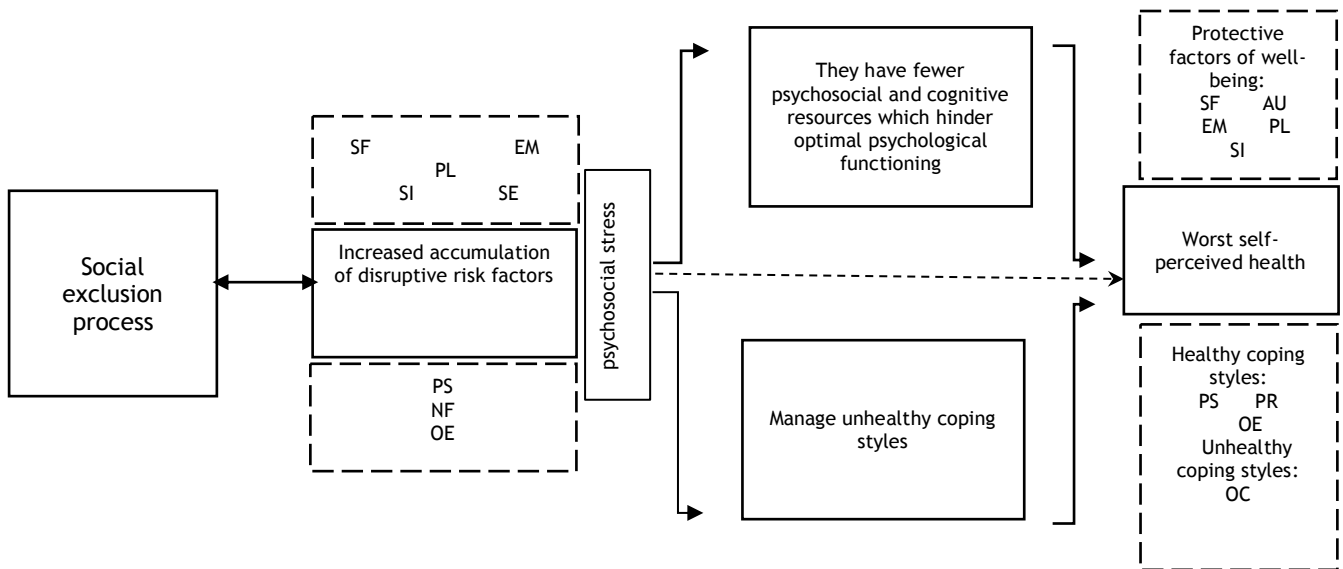 Social
exclusion
process
SF EM
PL
SI SE
Increased accumulation
of disruptive risk factors
PS
NF
OE
psychosocial stress
They have fewer
psychosocial and cognitive
resources which hinder
optimal psychological
functioning
Manage unhealthy coping
styles
Protective
factors of well-
being:
SF AU
EM PL
SI
Worst self-
perceived health
Healthy coping
styles:
PS PR
OE
Unhealthy
coping styles:
OC